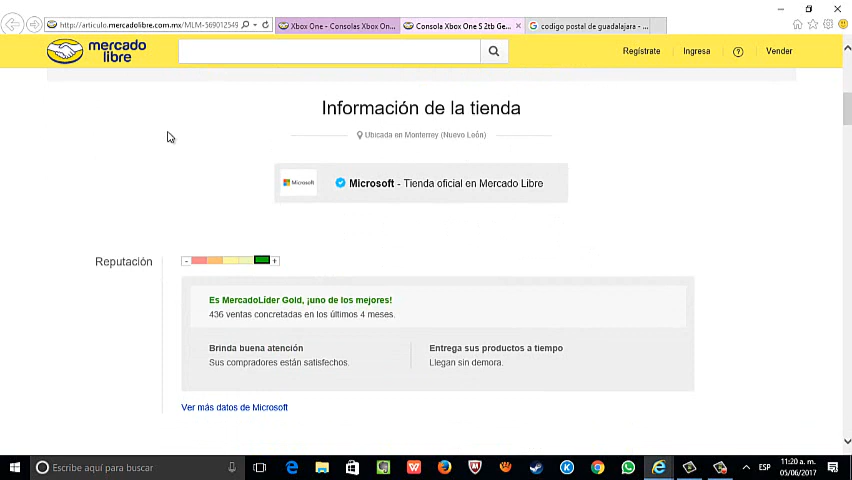 http://articulo.mercadolibre.com.mx/MLM-569012549
Xbox One - Consolas Xbox On...
Consola Xbox One S 2tb Ge...
codigo postal de guadalajara - ...
mercado
libre
Regístrate
Ingresa
?
Vender
Información de la tienda
Ubicada en Monterrey (Nuevo León)
Microsoft
Microsoft - Tienda oficial en Mercado Libre
Reputación
- +
Es MercadoLíder Gold, ¡uno de los mejores!
436 ventas concretadas en los últimos 4 meses.
Brinda buena atención
Sus compradores están satisfechos.
Entrega sus productos a tiempo
Llegan sin demora.
Ver más datos de Microsoft
Escribe aquí para buscar
ESP
11:20 a. m.
05/06/2017